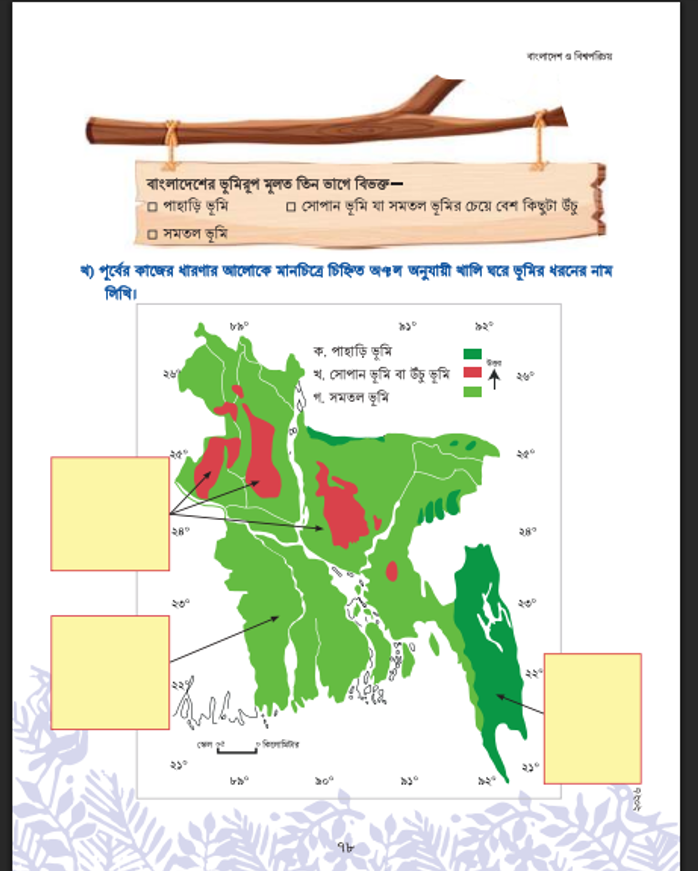 বাংলাদেশ ও বিশ্বপরিচয়
বাংলাদেশের ভূমিরূপ মূলত তিন ভাগে বিভক্ত—
□ পাহাড়ি ভূমি □ সোপান ভূমি যা সমতল ভূমির চেয়ে বেশ কিছুটা উঁচু
□ সমতল ভূমি
খ) পূর্বের কাজের ধারণার আলোকে মানচিত্রে চিহ্নিত অঞ্চল অনুযায়ী খালি ঘরে ভূমির ধরনের নাম
লিখি।
৮৯° ৯১° ৯২°
ক. পাহাড়ি ভূমি
উত্তর
খ. সোপান ভূমি বা উঁচু ভূমি
গ. সমতল ভূমি
২৬° ২৬°
২৫° ২৫°
২৪° ২৪°
২৩° ২৩°
২২° ২২°
স্কেল কিলোমিটার
২১° ২১°
৮৯° ৯০° ৯১° ৯২°
২০২৬
৭৮